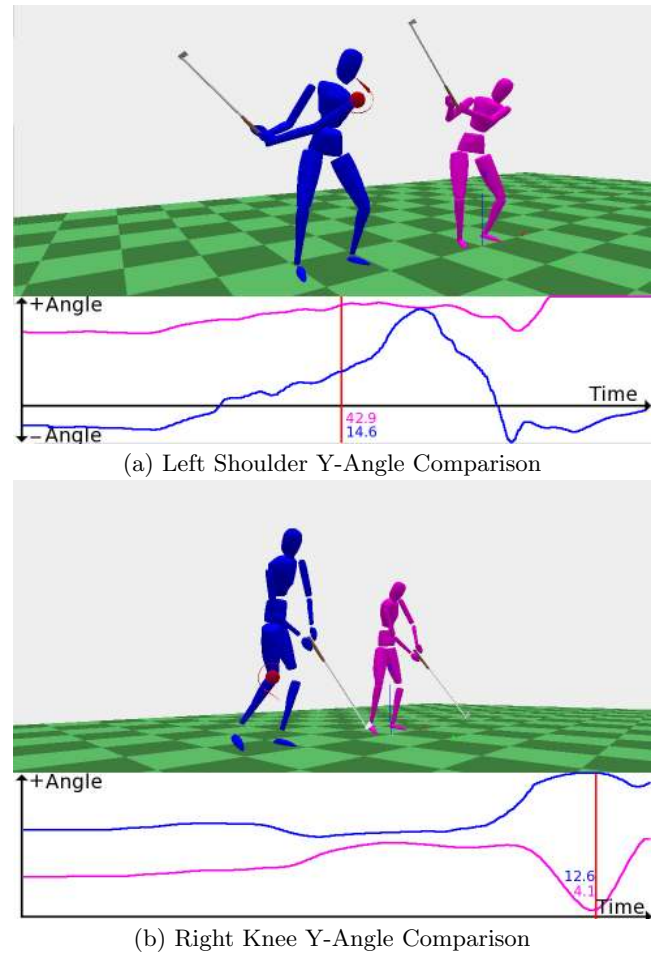 +Angle
Time
42.9
14.6
−Angle
(a) Left Shoulder Y-Angle Comparison
+Angle
12.6
4.1
Time
(b) Right Knee Y-Angle Comparison